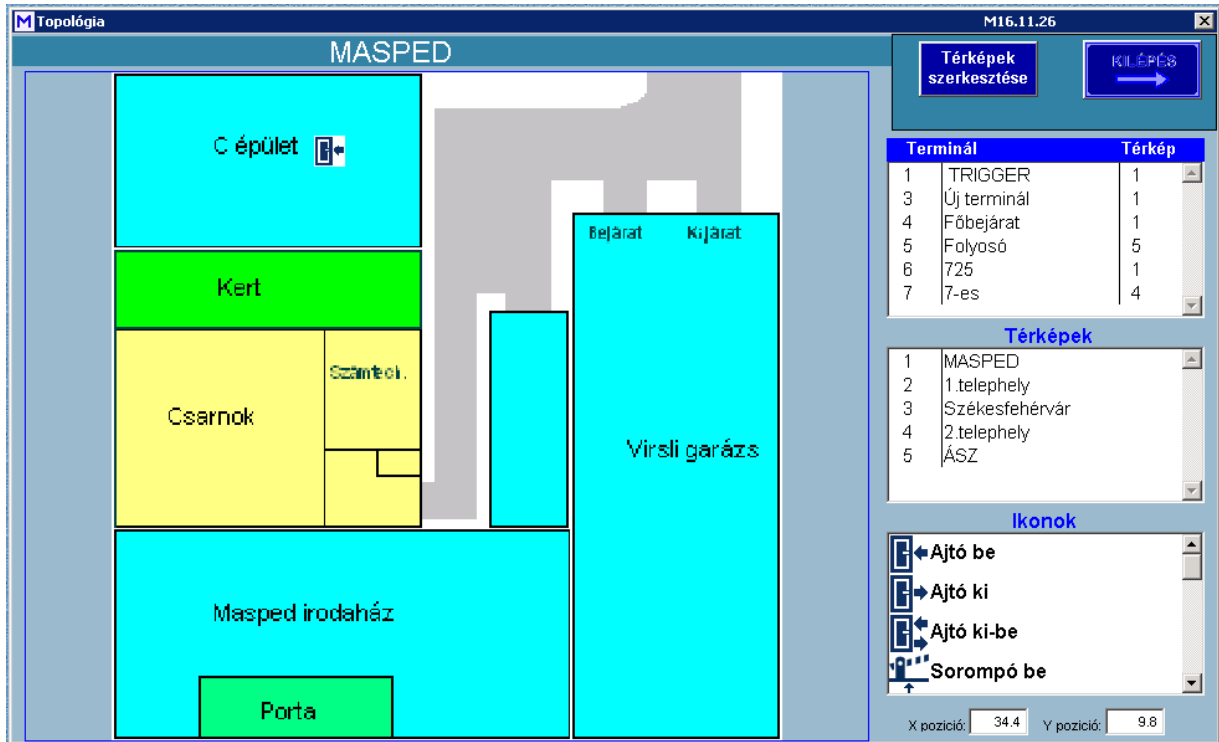 M Topológia
M16.11.26
MASPED
Térképek
szerkesztése
KILÉPÉS
C épület
Bejárat
Kijárat
Kert
Csarnok
Virsli garázs
Masped irodaház
Porta
Terminál Térkép
1 TRIGGER 1
3 Új terminál 1
4 Főbejárat 1
5 Folyosó 5
6 725 1
7 7-es 4
Térképek
1 MASPED
2 1.telephely
3 Székesfehérvár
4 2.telephely
5 ÁSZ
Ikonok
Ajtó be
Ajtó ki
Ajtó ki-be
Sorompó be
X pozició: 34.4 Y pozició: 9.8